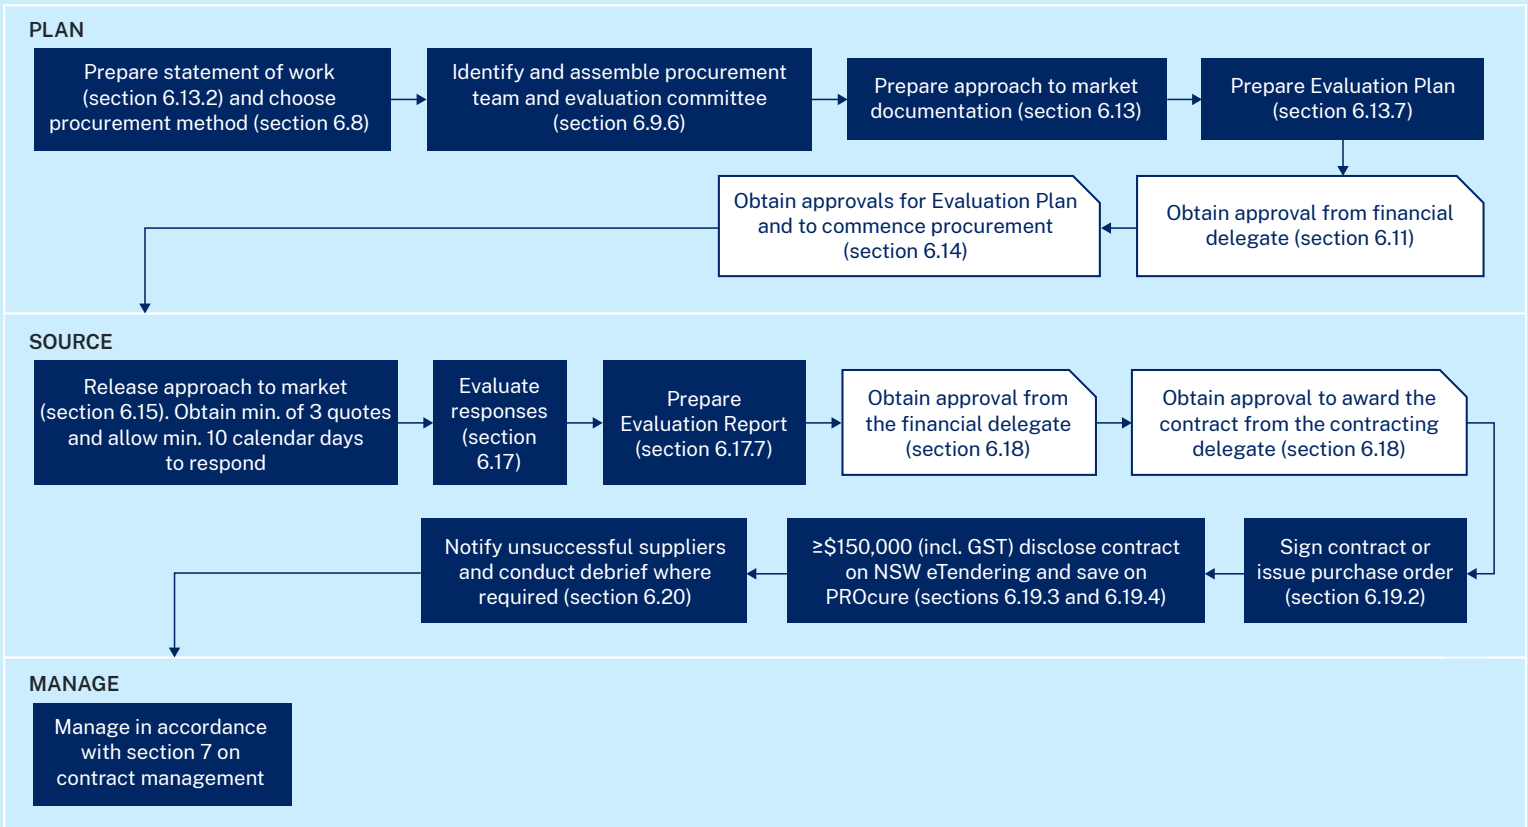 PLAN
Prepare statement of work
(section 6.13.2) and choose
procurement method (section 6.8)
Identify and assemble procurement
team and evaluation committee
(section 6.9.6)
Prepare approach to market
documentation (section 6.13)
Prepare Evaluation Plan
(section 6.13.7)
Obtain approval from financial
delegate (section 6.11)
Obtain approvals for Evaluation Plan
and to commence procurement
(section 6.14)
SOURCE
Release approach to market
(section 6.15). Obtain min. of 3 quotes
and allow min. 10 calendar days
to respond
Evaluate
responses
(section
6.17)
Prepare
Evaluation Report
(section 6.17.7)
Obtain approval from
the financial delegate
(section 6.18)
Obtain approval to award the
contract from the contracting
delegate (section 6.18)
Sign contract or
issue purchase order
(section 6.19.2)
≥$150,000 (incl. GST) disclose contract
on NSW eTendering and save on
PROcure (sections 6.19.3 and 6.19.4)
Notify unsuccessful suppliers
and conduct debrief where
required (section 6.20)
MANAGE
Manage in accordance
with section 7 on
contract management